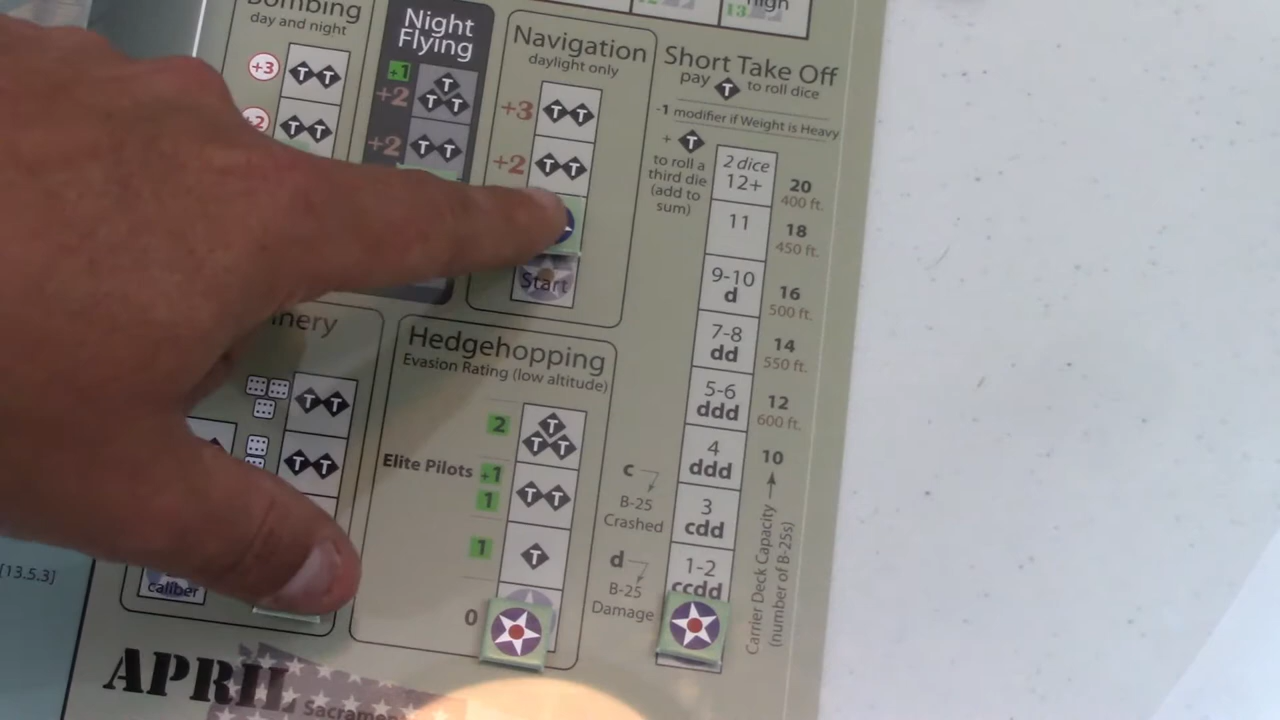 Bombing
day and night
+3
T T
+2
T T
Night
Flying
+1
+2
T
T T
+2
T T
Navigation
daylight only
+3
T T
+2
T T
Start
13
high
Short Take Off
pay T to roll dice
-1 modifier if Weight is Heavy
+ T
to roll a
third die
(add to
sum)
2 dice
12+
20
400 ft.
11
18
450 ft.
9-10
d
16
500 ft.
7-8
dd
14
550 ft.
5-6
ddd
12
600 ft.
4
ddd
10
3
cdd
1-2
ccdd
c
B-25
Crashed
d
B-25
Damage
Carrier Deck Capacity
(number of B-25s)
T T
T T
caliber
Hedgehopping
Evasion Rating (low altitude)
2
T
T T
Elite Pilots +1
1
T T
1
T
0
[13.5.3]
APRIL